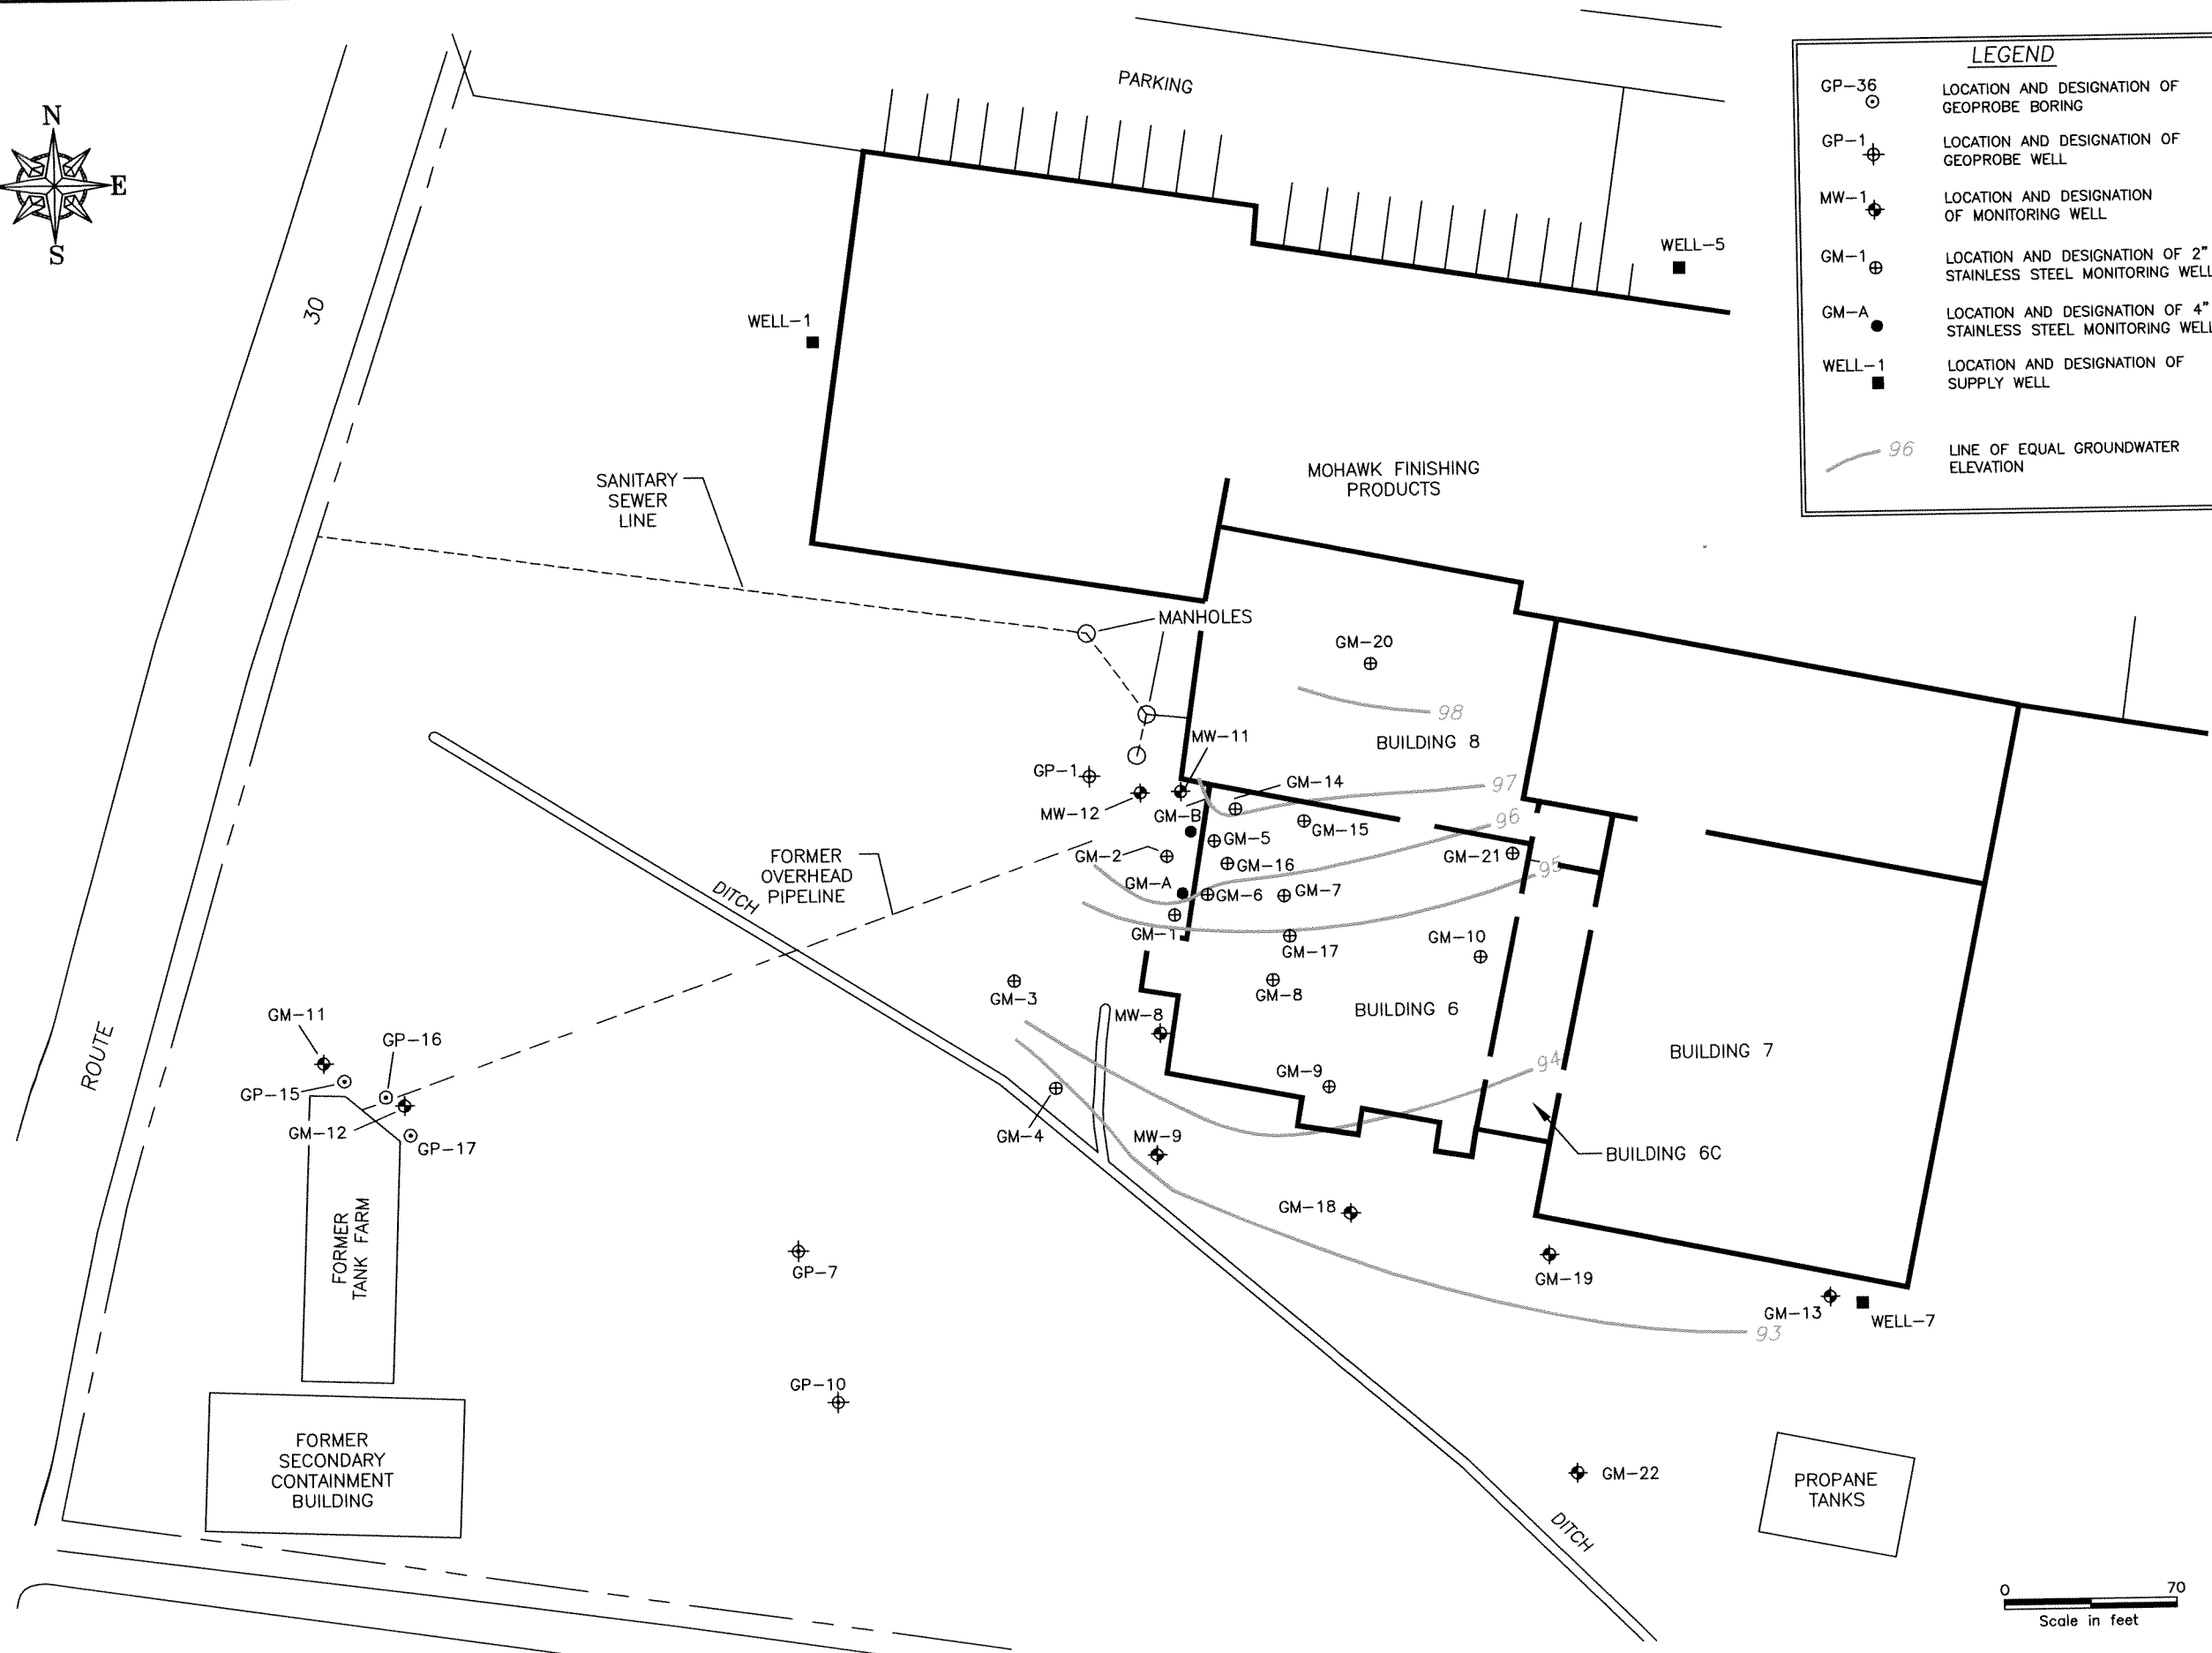 N
E
S
PARKING
LEGEND
GP-36
LOCATION AND DESIGNATION OF
GEOPROBE BORING
GP-1
LOCATION AND DESIGNATION OF
GEOPROBE WELL
MW-1
LOCATION AND DESIGNATION
OF MONITORING WELL
GM-1
LOCATION AND DESIGNATION OF 2"
STAINLESS STEEL MONITORING WELL
GM-A
LOCATION AND DESIGNATION OF 4"
STAINLESS STEEL MONITORING WELL
WELL-1
LOCATION AND DESIGNATION OF
SUPPLY WELL
96
LINE OF EQUAL GROUNDWATER
ELEVATION
WELL-5
WELL-1
30
MOHAWK FINISHING
PRODUCTS
SANITARY
SEWER
LINE
MANHOLES
GM-20
98
BUILDING 8
MW-11
GP-1
GM-14
97
MW-12
GM-B
GM-15
96
GM-5
GM-2
GM-16
GM-21
95
FORMER
OVERHEAD
PIPELINE
DITCH
GM-A
GM-6
GM-7
GM-1
GM-17
GM-10
GM-3
GM-8
BUILDING 6
MW-8
GM-11
GP-16
ROUTE
BUILDING 7
94
GM-9
GP-15
GM-12
GP-17
GM-4
MW-9
BUILDING 6C
FORMER
TANK FARM
GM-18
GP-7
GM-19
GM-13
WELL-7
93
GP-10
FORMER
SECONDARY
CONTAINMENT
BUILDING
GM-22
PROPANE
TANKS
DITCH
0 70
Scale in feet